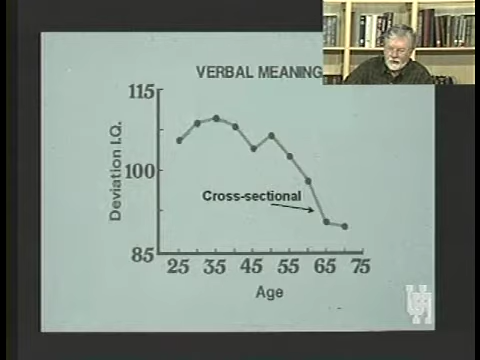 VERBAL MEANING
115
100
85
Deviation I.Q.
Cross-sectional
25 35 45 55 65 75
Age